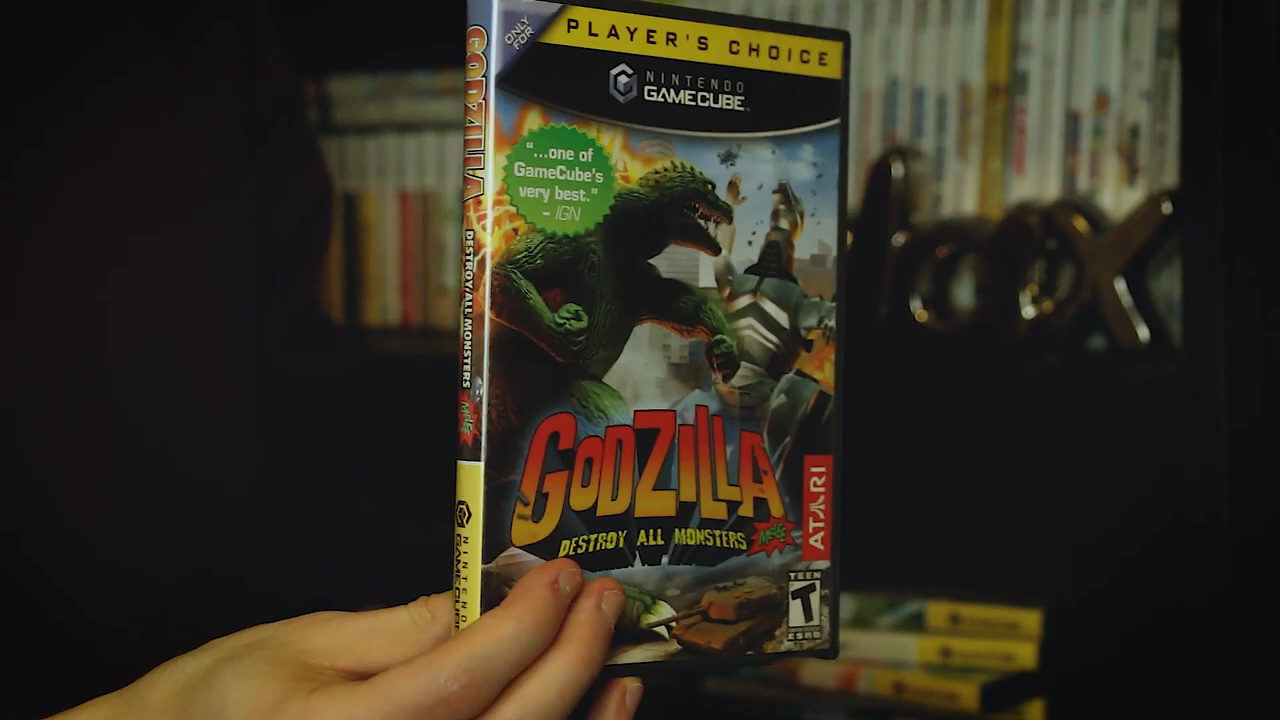 ONLY
FOR
PLAYER'S CHOICE
NINTENDO
GAMECUBE
"...one of
GameCube's
very best."
- IGN
GODZILLA
DESTROY ALL MONSTERS
MELEE
ATARI
TEEN
T
ESRB
GODZILLA
DESTROY ALL MONSTERS
MELEE
NINTENDO
GAMECUBE